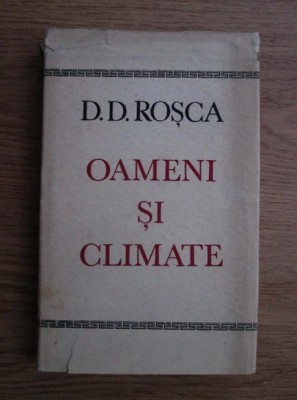 D. D. ROȘCA
OAMENI
ȘI
CLIMATE